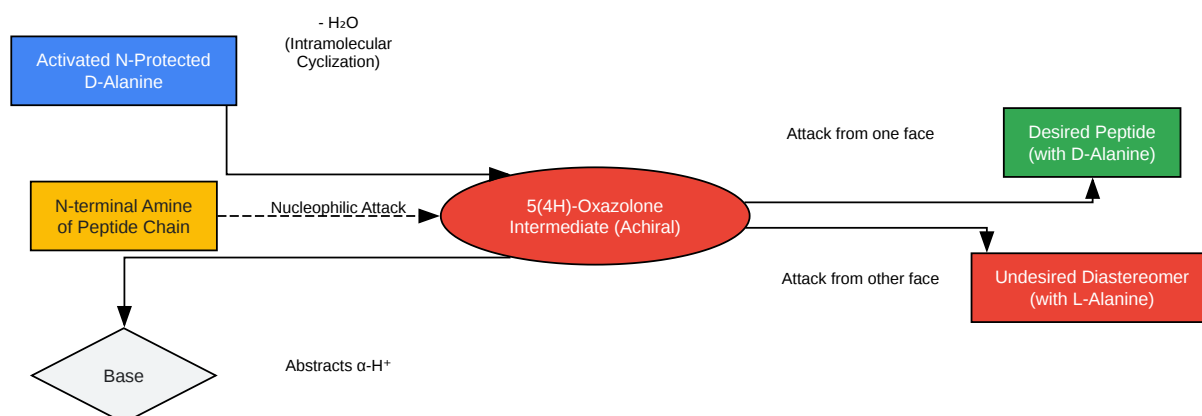 - H₂O
(Intramolecular
Cyclization)
Activated N-Protected
D-Alanine
Attack from one face
Desired Peptide
(with D-Alanine)
N-terminal Amine
of Peptide Chain
Nucleophilic Attack
5(4H)-Oxazolone
Intermediate (Achiral)
Attack from other face
Undesired Diastereomer
(with L-Alanine)
Base
Abstracts α-H⁺